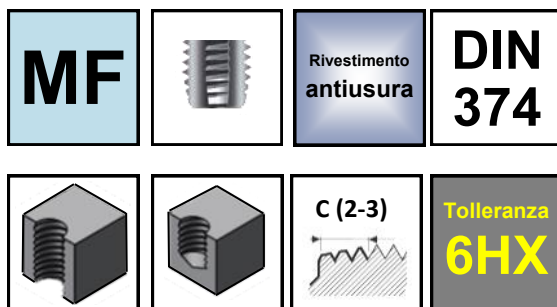 MF
Rivestimento
antiusura
DIN
374
C (2-3)
Tolleranza
6HX